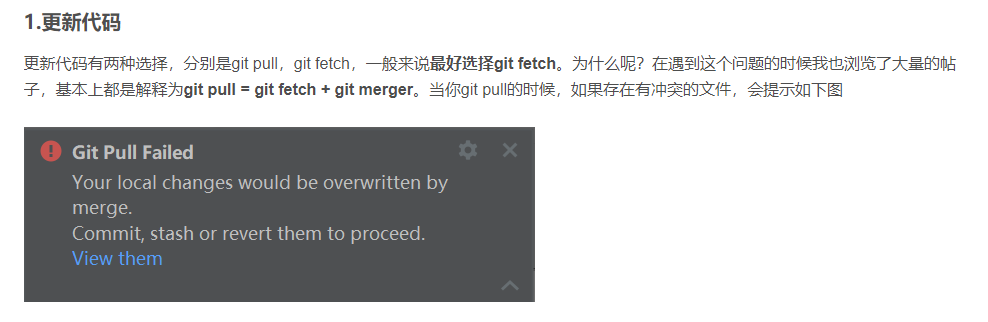 1.更新代码
更新代码有两种选择，分别是git pull，git fetch，一般来说最好选择git fetch。为什么呢？在遇到这个问题的时候我也浏览了大量的帖
子，基本上都是解释为git pull = git fetch + git merger。当你git pull的时候，如果存在有冲突的文件，会提示如下图
Git Pull Failed
Your local changes would be overwritten by
merge.
Commit, stash or revert them to proceed.
View them